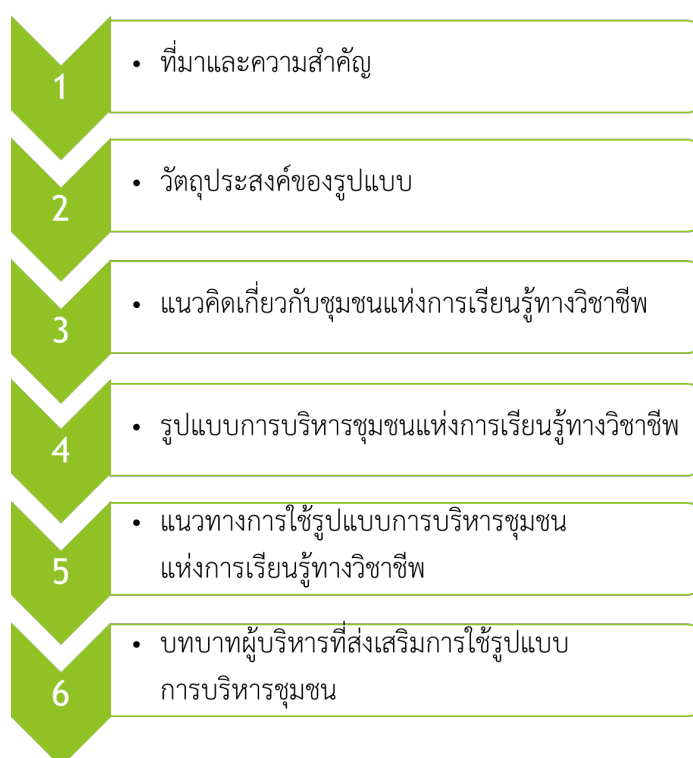 1
• ที่มาและความสำคัญ
2
• วัตถุประสงค์ของรูปแบบ
3
• แนวคิดเกี่ยวกับชุมชนแห่งการเรียนรู้ทางวิชาชีพ
4
• รูปแบบการบริหารชุมชนแห่งการเรียนรู้ทางวิชาชีพ
5
• แนวทางการใช้รูปแบบการบริหารชุมชน
แห่งการเรียนรู้ทางวิชาชีพ
6
• บทบาทผู้บริหารที่ส่งเสริมการใช้รูปแบบ
การบริหารชุมชน